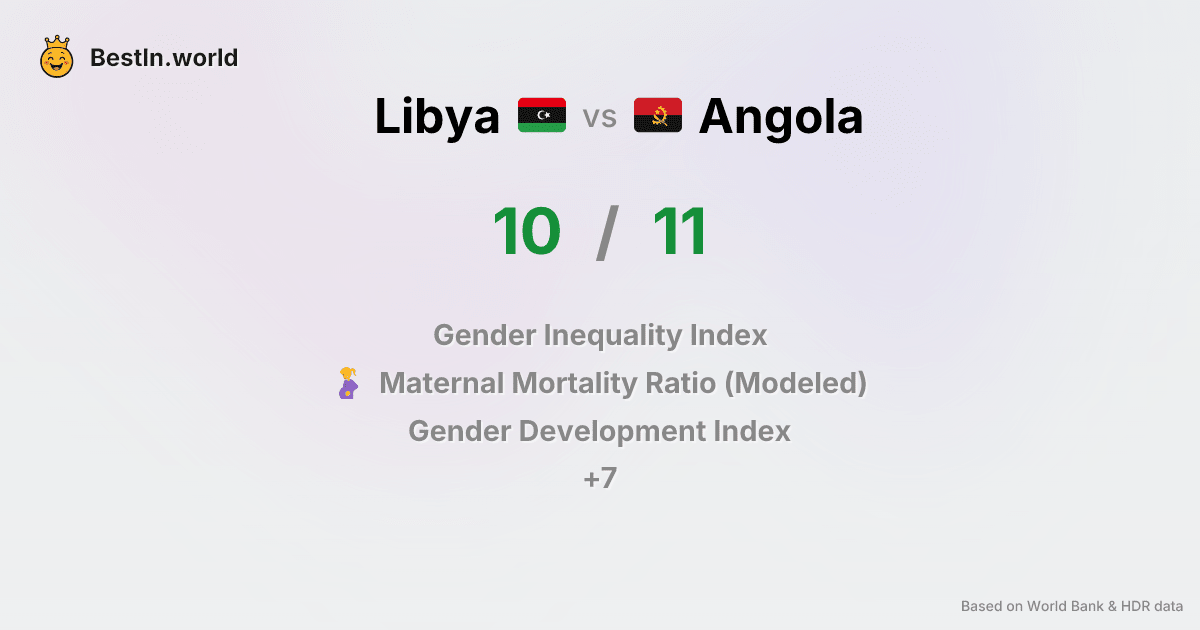 BestIn.world
Libya vs Angola
10 / 11
Gender Inequality Index
Maternal Mortality Ratio (Modeled)
Gender Development Index
+7
Based on World Bank & HDR data